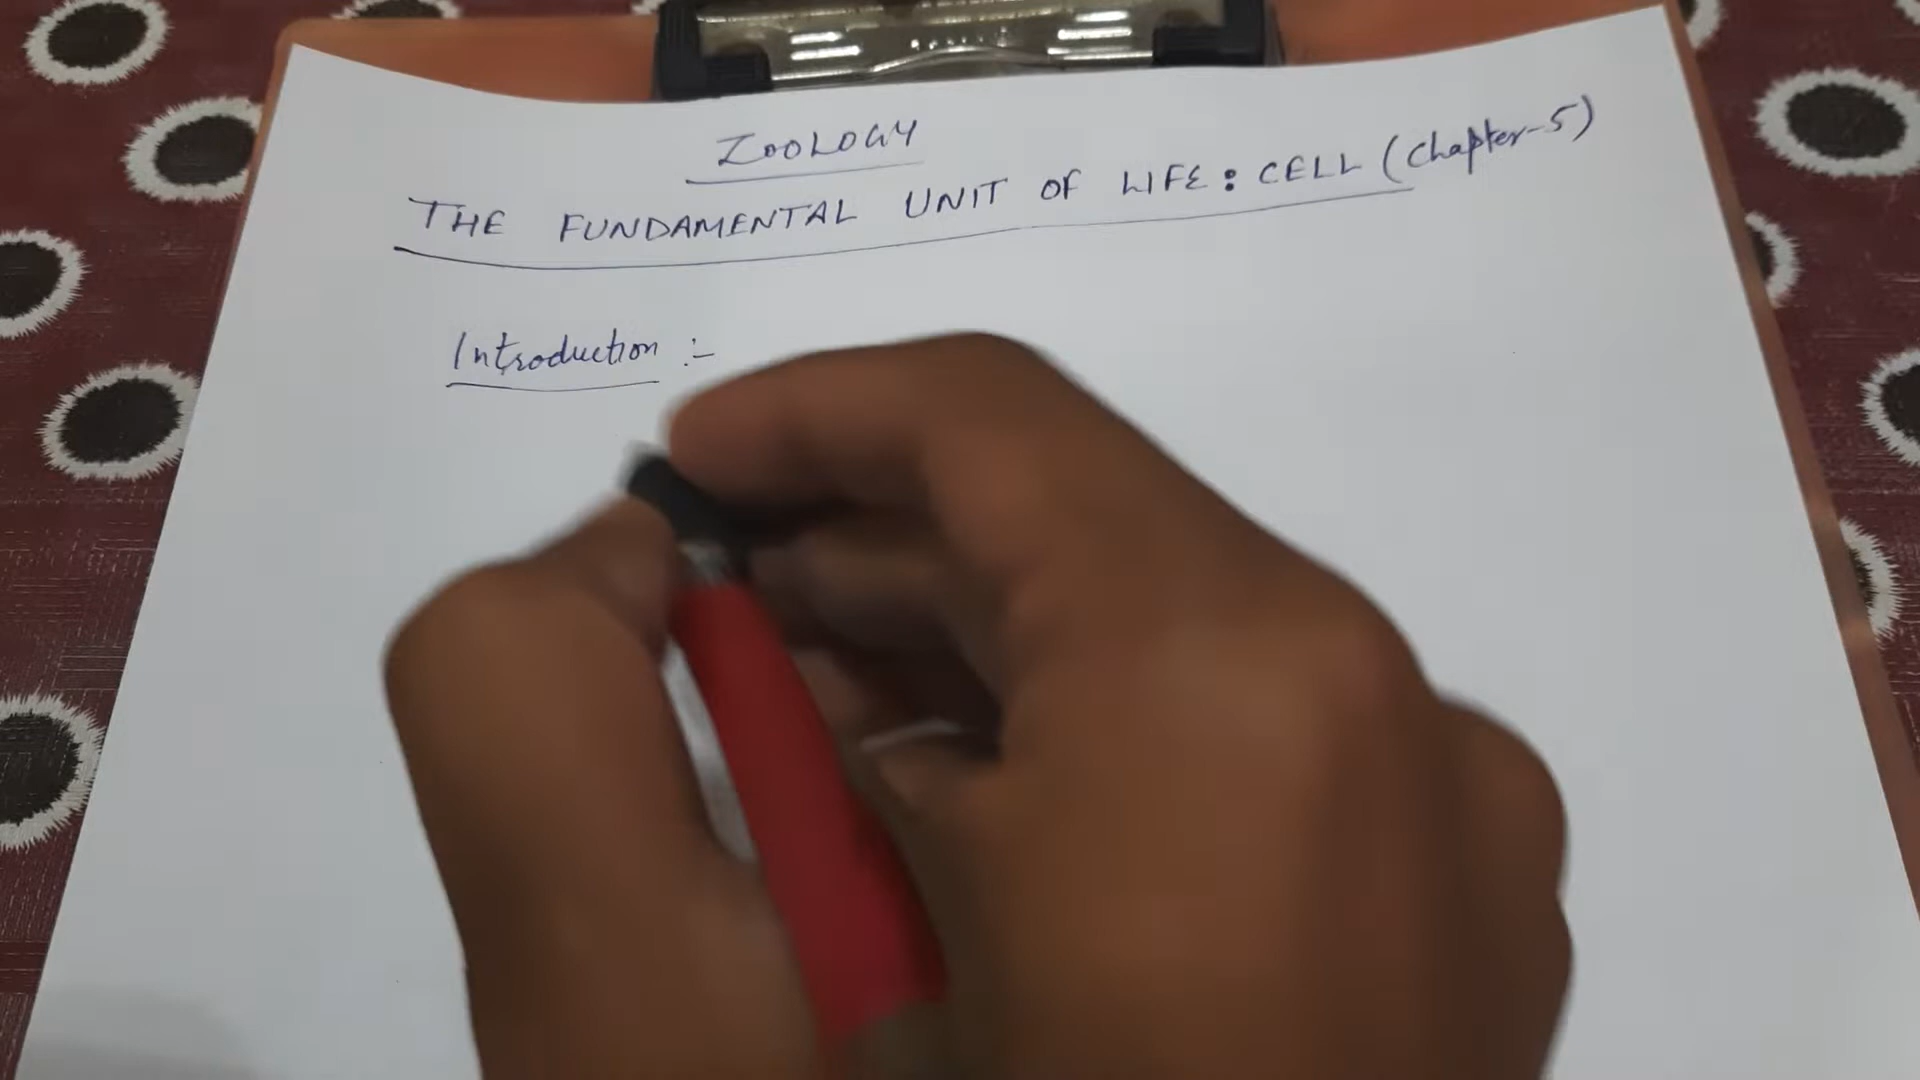 ZOOLOGY
THE FUNDAMENTAL UNIT OF LIFE : CELL (Chapter-5)
Introduction :-